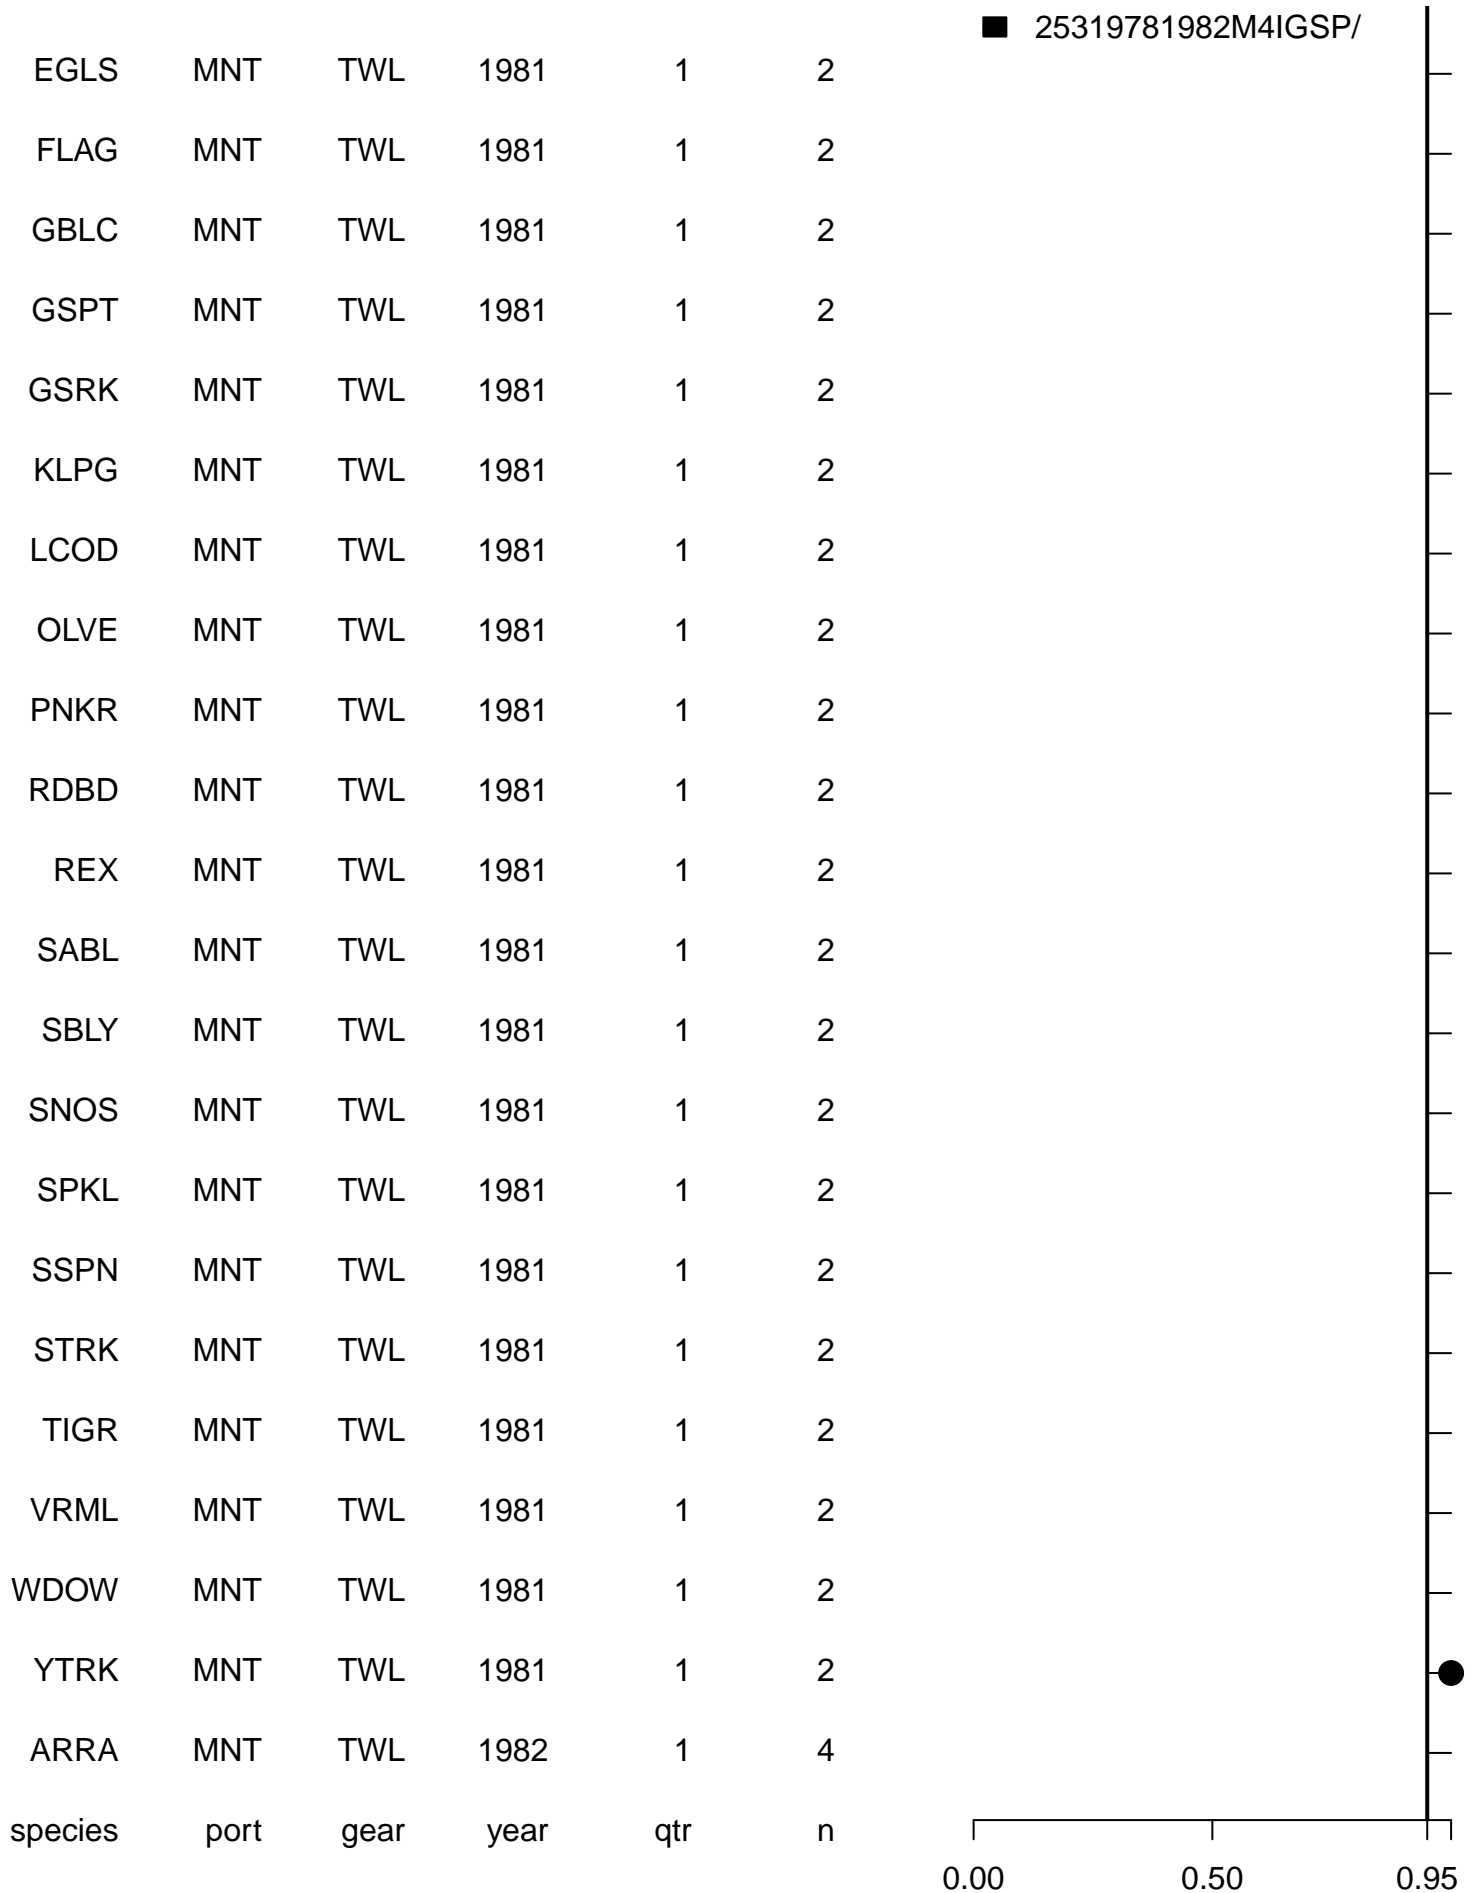 25319781982M4IGSP/
EGLS MNT TWL 1981 1 2
FLAG MNT TWL 1981 1 2
GBLC MNT TWL 1981 1 2
GSPT MNT TWL 1981 1 2
GSRK MNT TWL 1981 1 2
KLPG MNT TWL 1981 1 2
LCOD MNT TWL 1981 1 2
OLVE MNT TWL 1981 1 2
PNKR MNT TWL 1981 1 2
RDBD MNT TWL 1981 1 2
REX MNT TWL 1981 1 2
SABL MNT TWL 1981 1 2
SBLY MNT TWL 1981 1 2
SNOS MNT TWL 1981 1 2
SPKL MNT TWL 1981 1 2
SSPN MNT TWL 1981 1 2
STRK MNT TWL 1981 1 2
TIGR MNT TWL 1981 1 2
VRML MNT TWL 1981 1 2
WDOW MNT TWL 1981 1 2
YTRK MNT TWL 1981 1 2
ARRA MNT TWL 1982 1 4
species port gear year qtr n
0.00 0.50 0.95